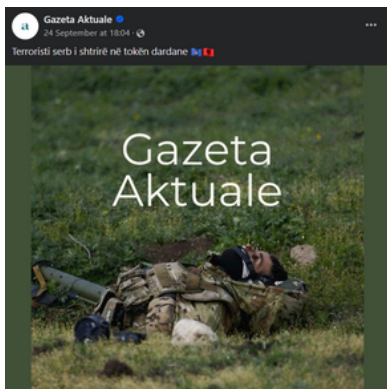 a
Gazeta Aktuale
24 September at 18:04 ·
Terroristi serb i shtrirë në tokën dardane
Gazeta
Aktuale